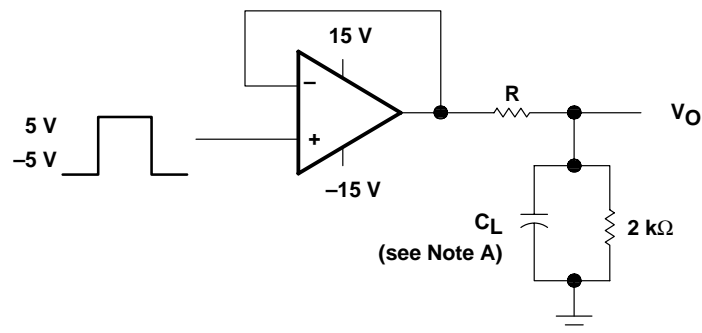 15 V
−
R
VO
5 V
+
–5 V
–15 V
CL
2 kΩ
(see Note A)